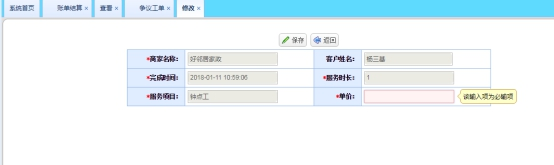 系统首页 账单结算 × 查看 × 争议工单 × 修改 ×
保存 返回
*商家名称: 好邻居家政 客户姓名: 杨三基
*完成时间: 2018-01-11 10:59:06 *服务时长: 1
*服务项目: 钟点工 *单价: 该输入项为必输项